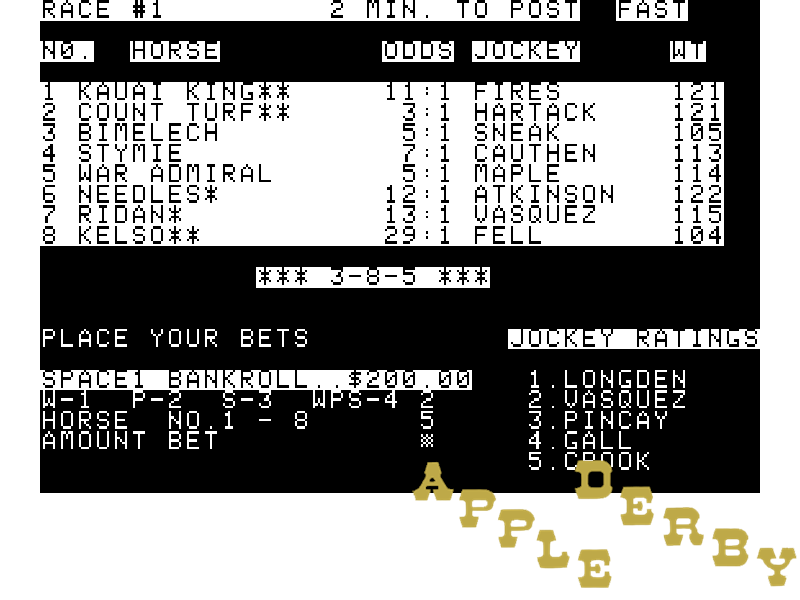 RACE #1 2 MIN. TO POST FAST
NO. HORSE ODDS JOCKEY WT
1 KAUAI KING** 11:1 FIRES 121
2 COUNT TURF** 3:1 HARTACK 121
3 BIMELECH 5:1 SNEAK 105
4 STYMIE 7:1 CAUTHEN 113
5 WAR ADMIRAL 5:1 MAPLE 114
6 NEEDLES* 12:1 ATKINSON 122
7 RIDAN* 13:1 VASQUEZ 115
8 KELSO** 29:1 FELL 104
*** 3-8-5 ***
PLACE YOUR BETS JOCKEY RATINGS
SPACE1 BANKROLL..$200.00 1.LONGDEN
W-1 P-2 S-3 WPS-4 2 2.VASQUEZ
HORSE NO.1 - 8 5 3.PINCAY
AMOUNT BET 4.GALL
5.CROOK
APPLE DERBY